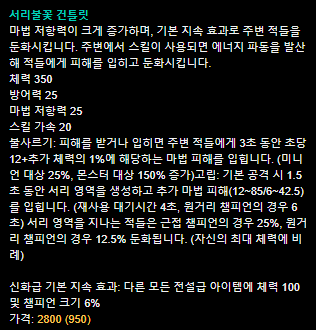 서리불꽃 건틀릿
마법 저항력이 크게 증가하며, 기본 지속 효과로 주변 적들을
둔화시킵니다. 주변에서 스킬이 사용되면 에너지 파동을 발산
해 적들에게 피해를 입히고 둔화시킵니다.
체력 350
방어력 25
마법 저항력 25
스킬 가속 20
불사르기: 피해를 받거나 입히면 주변 적들에게 3초 동안 초당
12+추가 체력의 1%에 해당하는 마법 피해를 입힙니다. (미니
언 대상 25%, 몬스터 대상 150% 증가)고립: 기본 공격 시 1.5
초 동안 서리 영역을 생성하고 추가 마법 피해(12~85/6~42.5)
를 입힙니다. (재사용 대기시간 4초, 원거리 챔피언의 경우 6
초) 서리 영역을 지나는 적들은 근접 챔피언의 경우 25%, 원거
리 챔피언의 경우 12.5% 둔화됩니다. (자신의 최대 체력에 비
례)
신화급 기본 지속 효과: 다른 모든 전설급 아이템에 체력 100
및 챔피언 크기 6%
가격: 2800 (950)